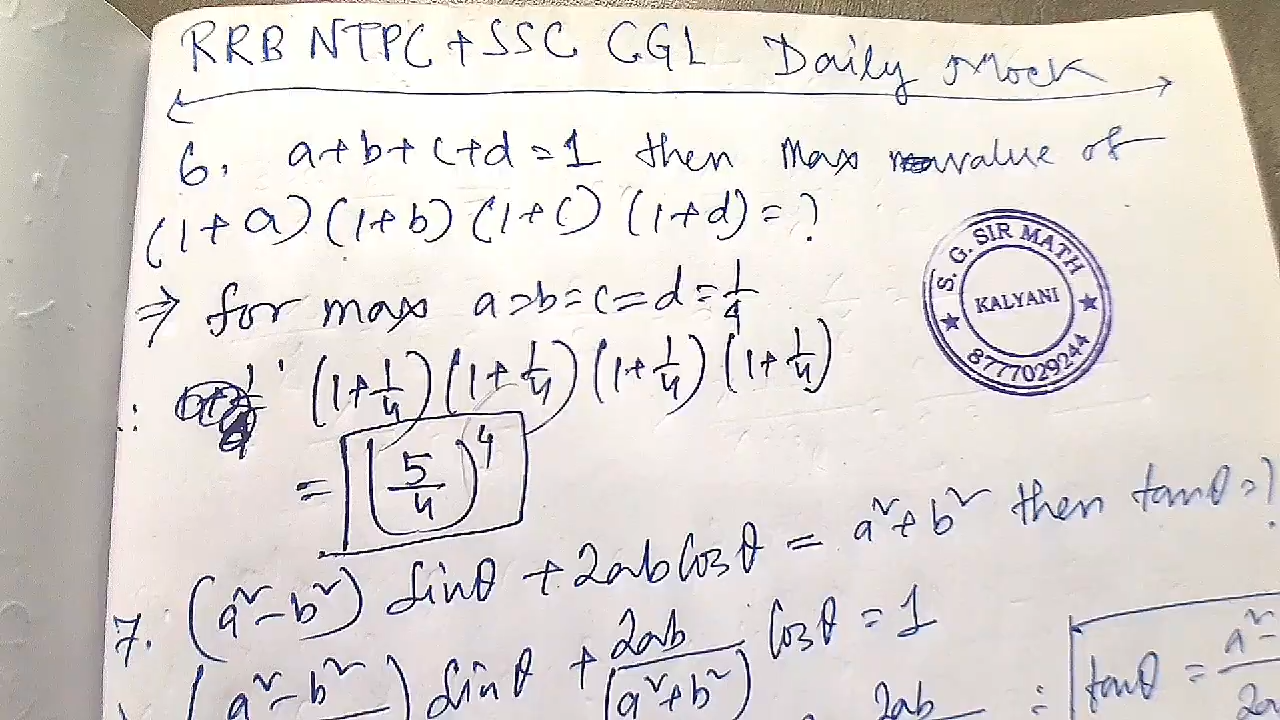 RRB NTPC + SSC CGL Daily Mock
6. a+b+c+d=1 then Max value of
(1+a)(1+b)(1+c)(1+d)=?
⇒ for max a=b=c=d=1/4
∴ (1+1/4)(1+1/4)(1+1/4)(1+1/4)
= (5/4)^4
S. G. SIR MATH
KALYANI
8777029244
7. (a²-b²) sinθ + 2ab cosθ = a²+b² then tanθ=?
(a²-b²) sinθ + 2ab/(a²+b²) cosθ = 1
2ab ∴ tanθ = a²-